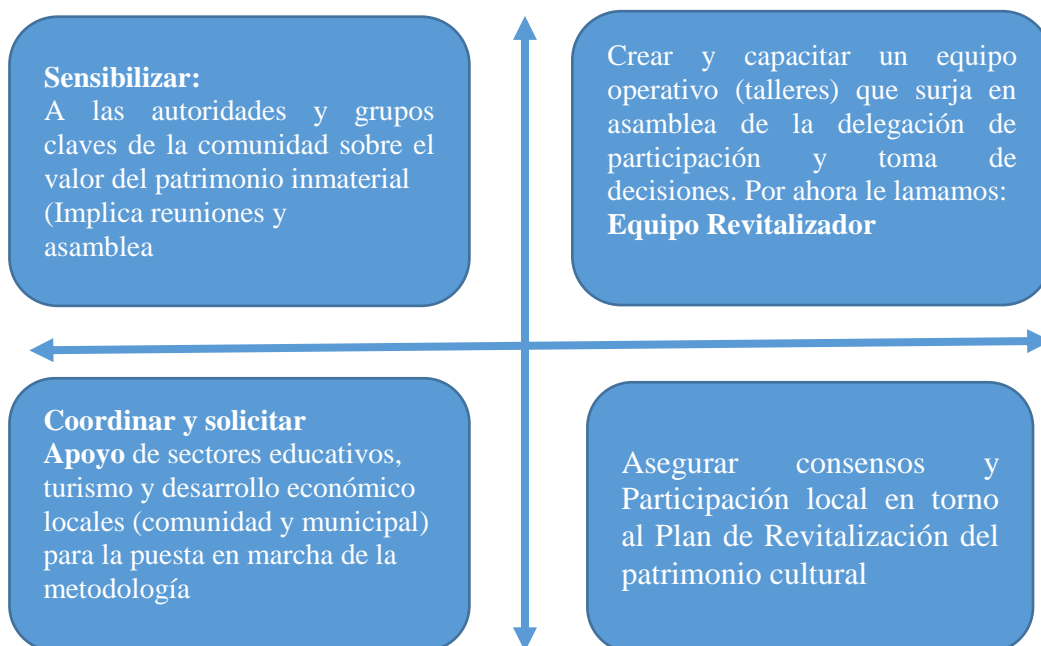 Sensibilizar:
A las autoridades y grupos
claves de la comunidad sobre el
valor del patrimonio inmaterial
(Implica reuniones y
asamblea
Crear y capacitar un equipo
operativo (talleres) que surja en
asamblea de la delegación de
participación y toma de
decisiones. Por ahora le lamamos:
Equipo Revitalizador
Coordinar y solicitar
Apoyo de sectores educativos,
turismo y desarrollo económico
locales (comunidad y municipal)
para la puesta en marcha de la
metodología
Asegurar consensos y
Participación local en torno
al Plan de Revitalización del
patrimonio cultural